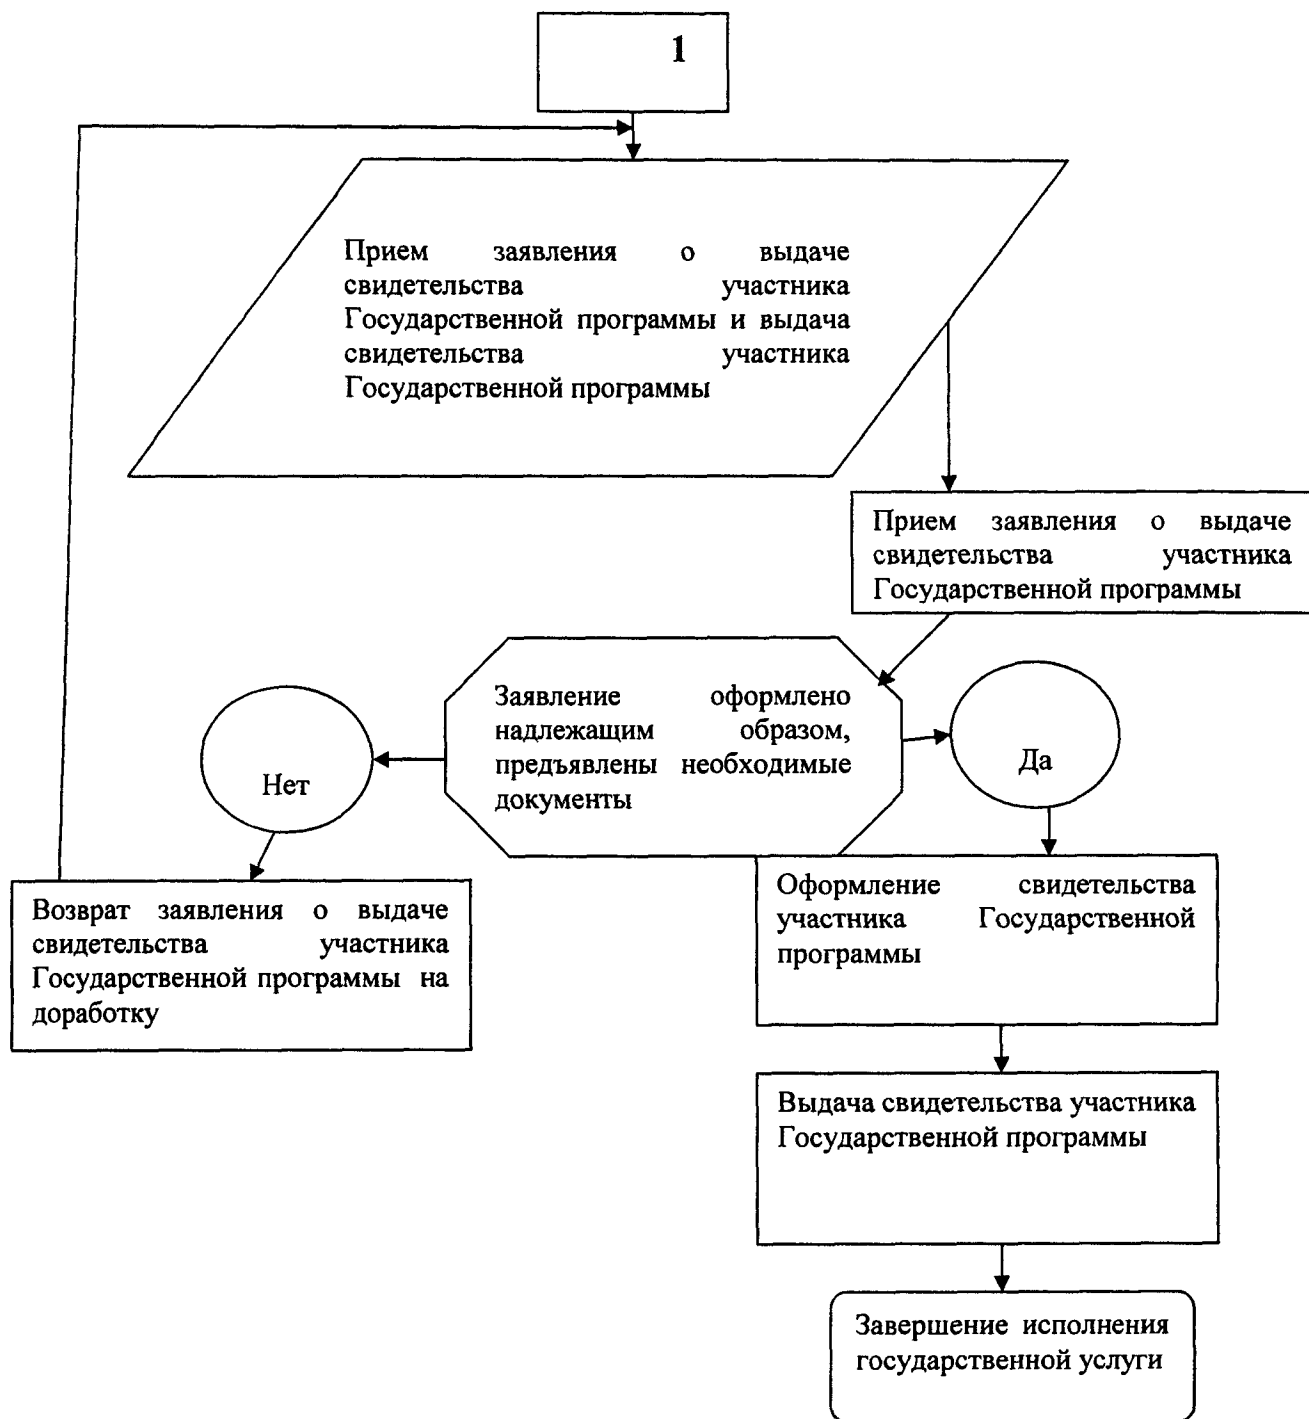 1
Прием заявления о выдаче
свидетельства участника
Государственной программы и выдача
свидетельства участника
Государственной программы
Прием заявления о выдаче
свидетельства участника
Государственной программы
Заявление оформлено
надлежащим образом,
предъявлены необходимые
документы
Нет
Да
Возврат заявления о выдаче
свидетельства участника
Государственной программы на
доработку
Оформление свидетельства
участника Государственной
программы
Выдача свидетельства участника
Государственной программы
Завершение исполнения
государственной услуги